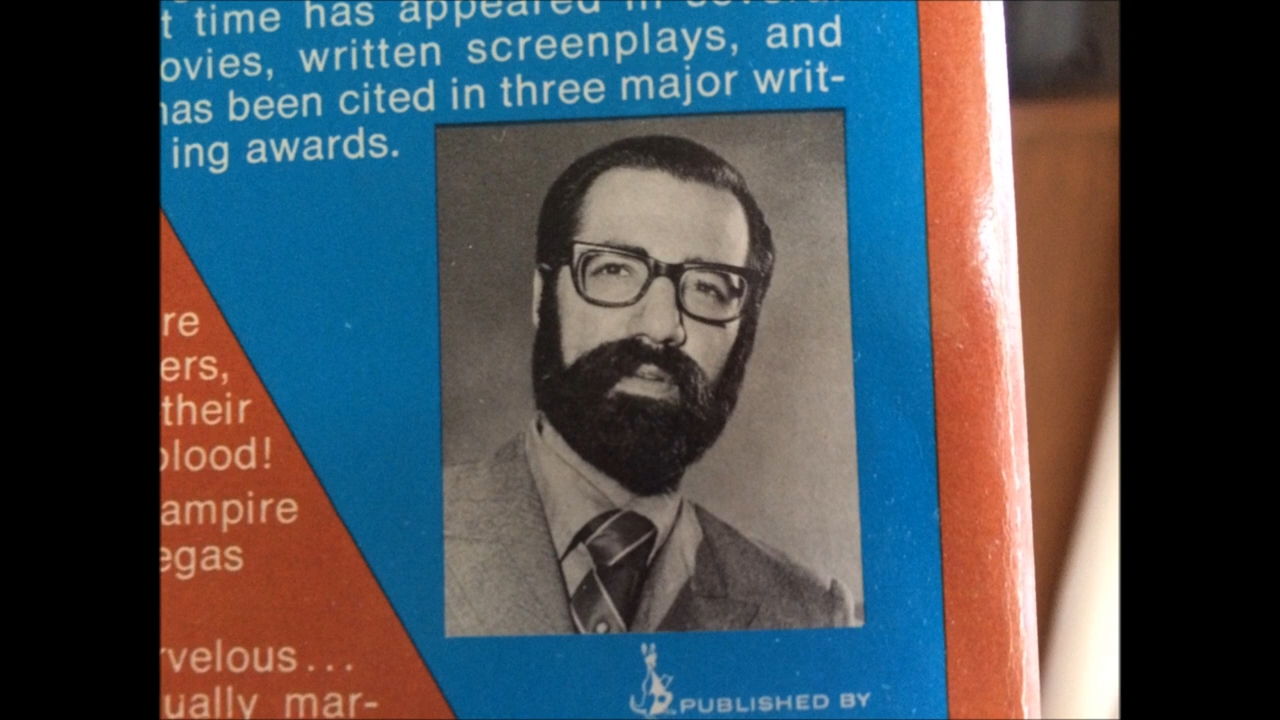 t time has appeared in several
ovies, written screenplays, and
has been cited in three major writ-
ing awards.
re
ers,
their
blood!
ampire
egas
rvelous...
ually mar-
PUBLISHED BY